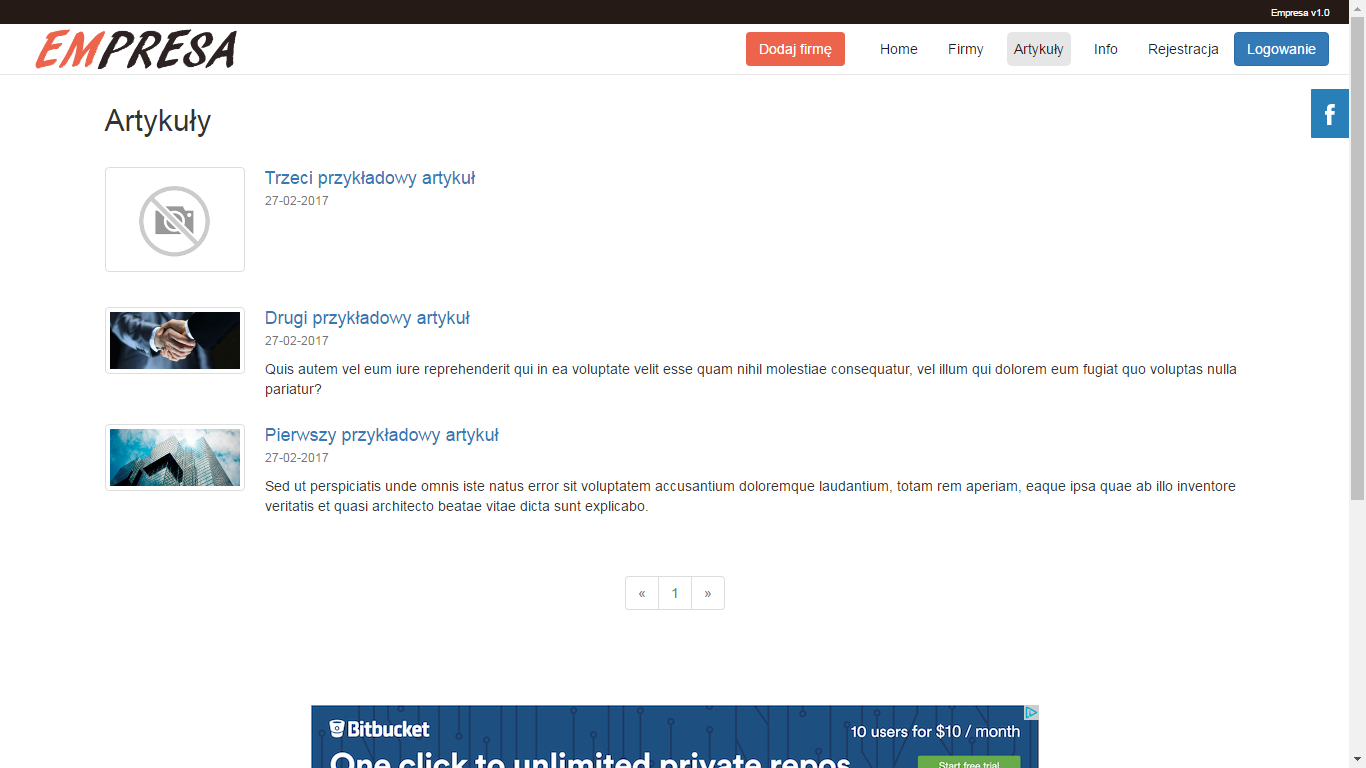 Empresa v1.0
EMPRESA
Dodaj firmę
Home
Firmy
Artykuły
Info
Rejestracja
Logowanie
f
Artykuły
Trzeci przykładowy artykuł
27-02-2017
Drugi przykładowy artykuł
27-02-2017
Quis autem vel eum iure reprehenderit qui in ea voluptate velit esse quam nihil molestiae consequatur, vel illum qui dolorem eum fugiat quo voluptas nulla
pariatur?
Pierwszy przykładowy artykuł
27-02-2017
Sed ut perspiciatis unde omnis iste natus error sit voluptatem accusantium doloremque laudantium, totam rem aperiam, eaque ipsa quae ab illo inventore
veritatis et quasi architecto beatae vitae dicta sunt explicabo.
« 1 »
Bitbucket
10 users for $10 / month
One click to unlimited private repos
Start free trial